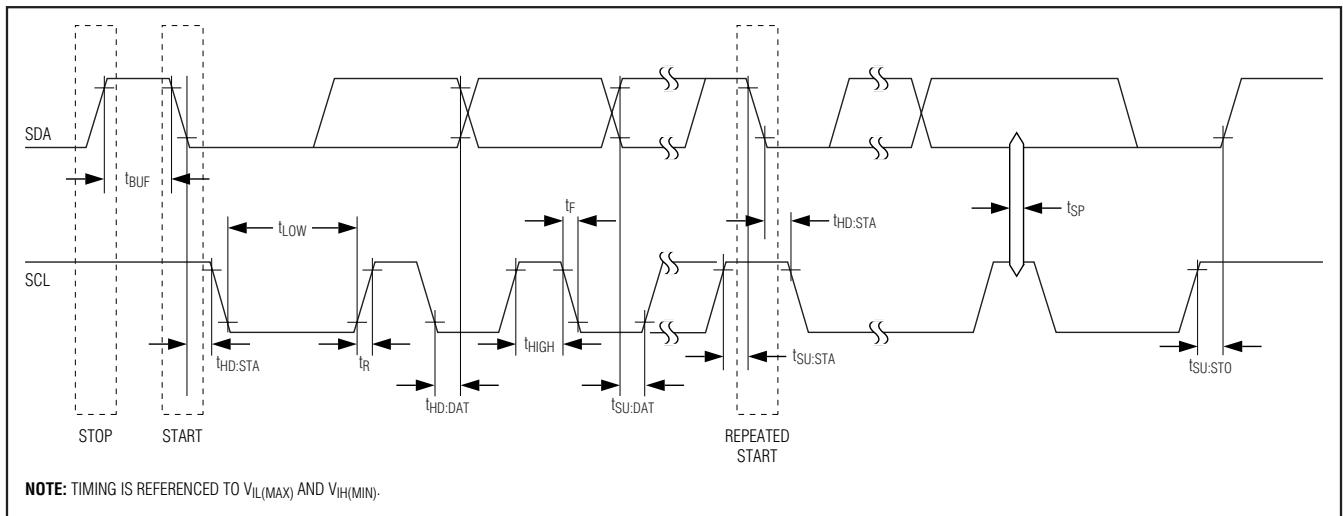 SDA
tBUF
tLOW
tF
tHD:STA
tSP
SCL
tHD:STA
tR
tHIGH
tSU:STA
tSU:STO
tHD:DAT
tSU:DAT
STOP
START
REPEATED
START
NOTE: TIMING IS REFERENCED TO VIL(MAX) AND VIH(MIN).